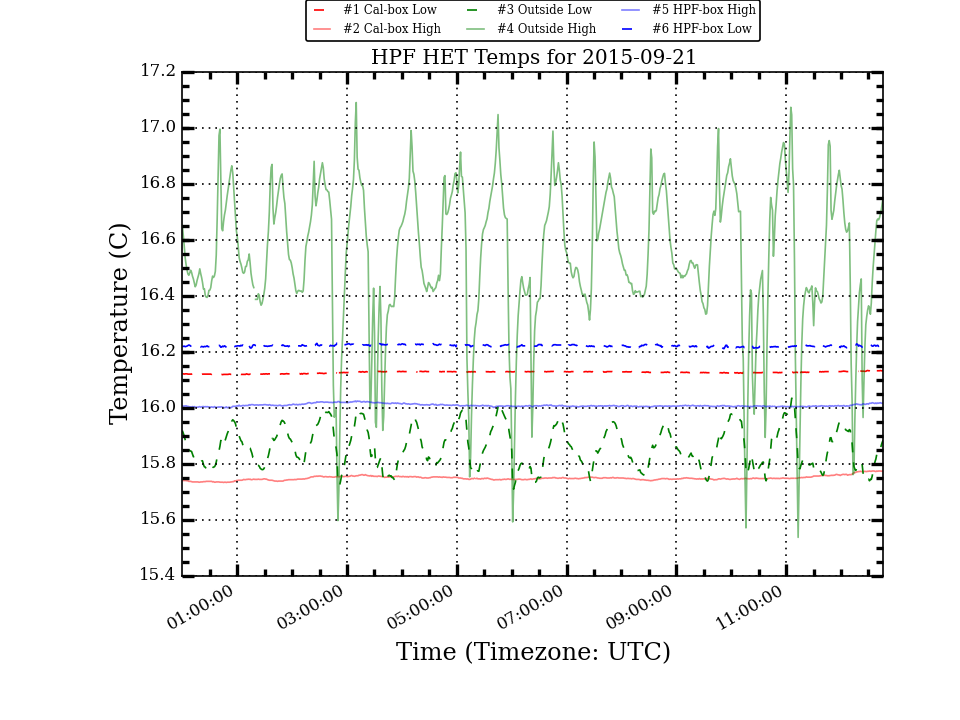 #1 Cal-box Low #3 Outside Low #5 HPF-box High
#2 Cal-box High #4 Outside High #6 HPF-box Low
HPF HET Temps for 2015-09-21
17.2
17.0
16.8
16.6
16.4
16.2
16.0
15.8
15.6
15.4
Temperature (C)
01:00:00 03:00:00 05:00:00 07:00:00 09:00:00 11:00:00
Time (Timezone: UTC)